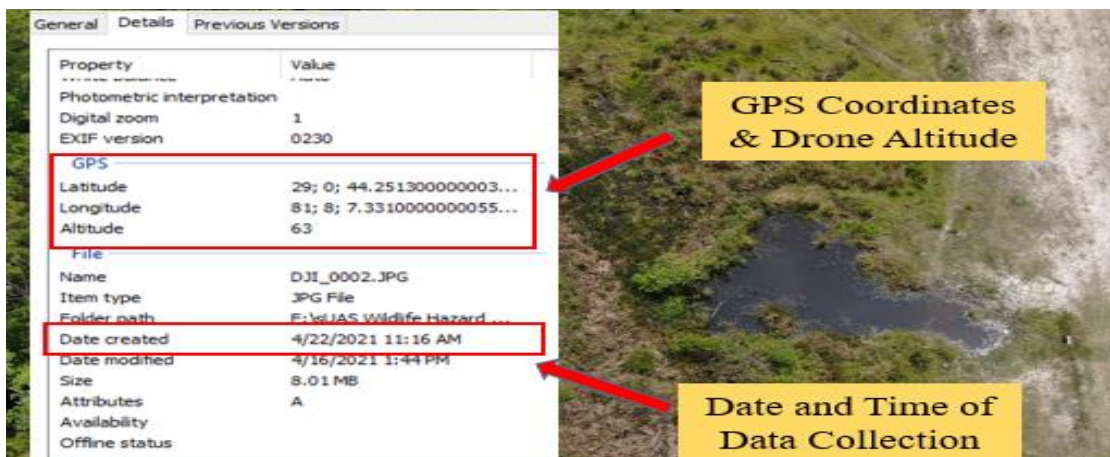 General Details Previous Versions
Property Value
Photometric interpretation
Digital zoom 1
EXIF version 0230
GPS
Latitude 29; 0; 44.251300000003...
Longitude 81; 8; 7.3310000000055...
Altitude 63
File
Name DJI_0002.JPG
Item type JPG File
Folder path E:\sUAS Wildlife Hazard ...
Date created 4/22/2021 11:16 AM
Date modified 4/16/2021 1:44 PM
Size 8.01 MB
Attributes A
Availability
Offline status
GPS Coordinates
& Drone Altitude
Date and Time of
Data Collection